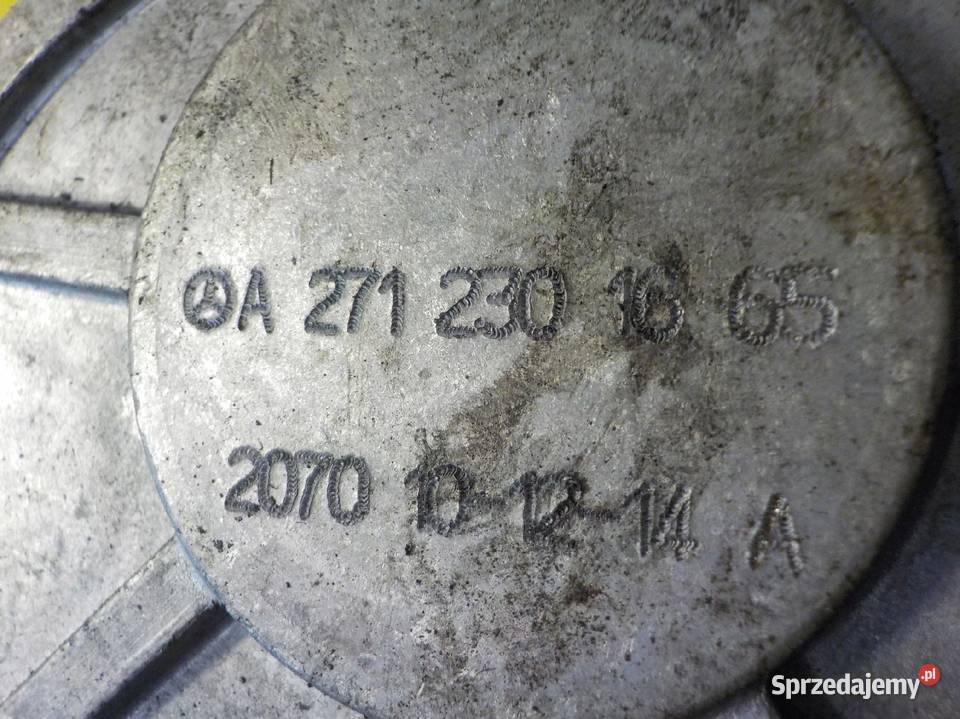 A 271 230 16 65
2070 10-12-14 A
Sprzedajemy.pl